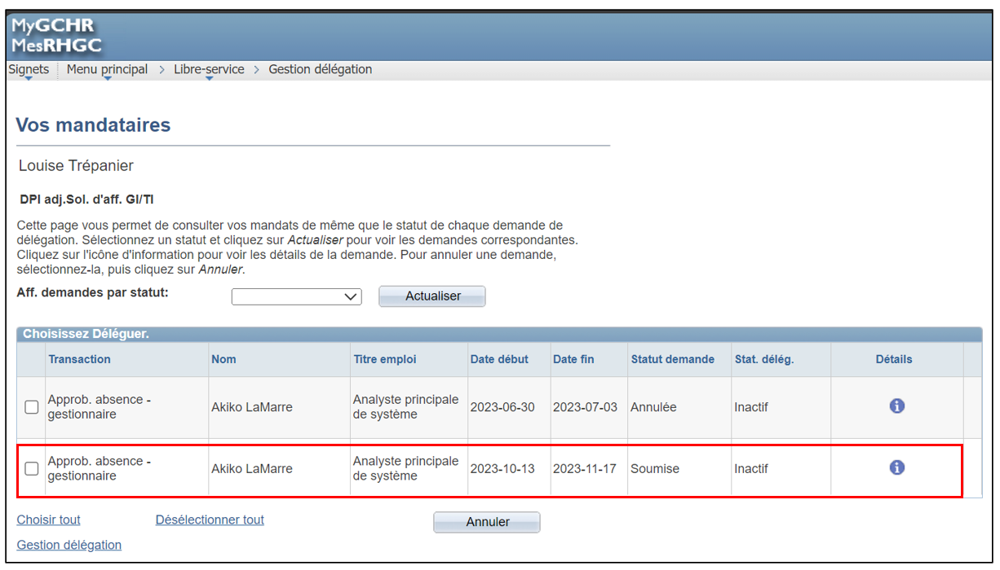 MyGCHR
MesRHGC
Signets Menu principal > Libre-service > Gestion délégation
Vos mandataires
Louise Trépanier
DPI adj.Sol. d'aff. GI/TI
Cette page vous permet de consulter vos mandats de même que le statut de chaque demande de
délégation. Sélectionnez un statut et cliquez sur Actualiser pour voir les demandes correspondantes.
Cliquez sur l'icône d'information pour voir les détails de la demande. Pour annuler une demande,
sélectionnez-la, puis cliquez sur Annuler.
Aff. demandes par statut: Actualiser
Choisissez Déléguer.
Transaction Nom Titre emploi Date début Date fin Statut demande Stat. délég. Détails
Approb. absence -
gestionnaire Akiko LaMarre Analyste principale
de système 2023-06-30 2023-07-03 Annulée Inactif
Approb. absence -
gestionnaire Akiko LaMarre Analyste principale
de système 2023-10-13 2023-11-17 Soumise Inactif
Choisir tout Désélectionner tout Annuler
Gestion délégation